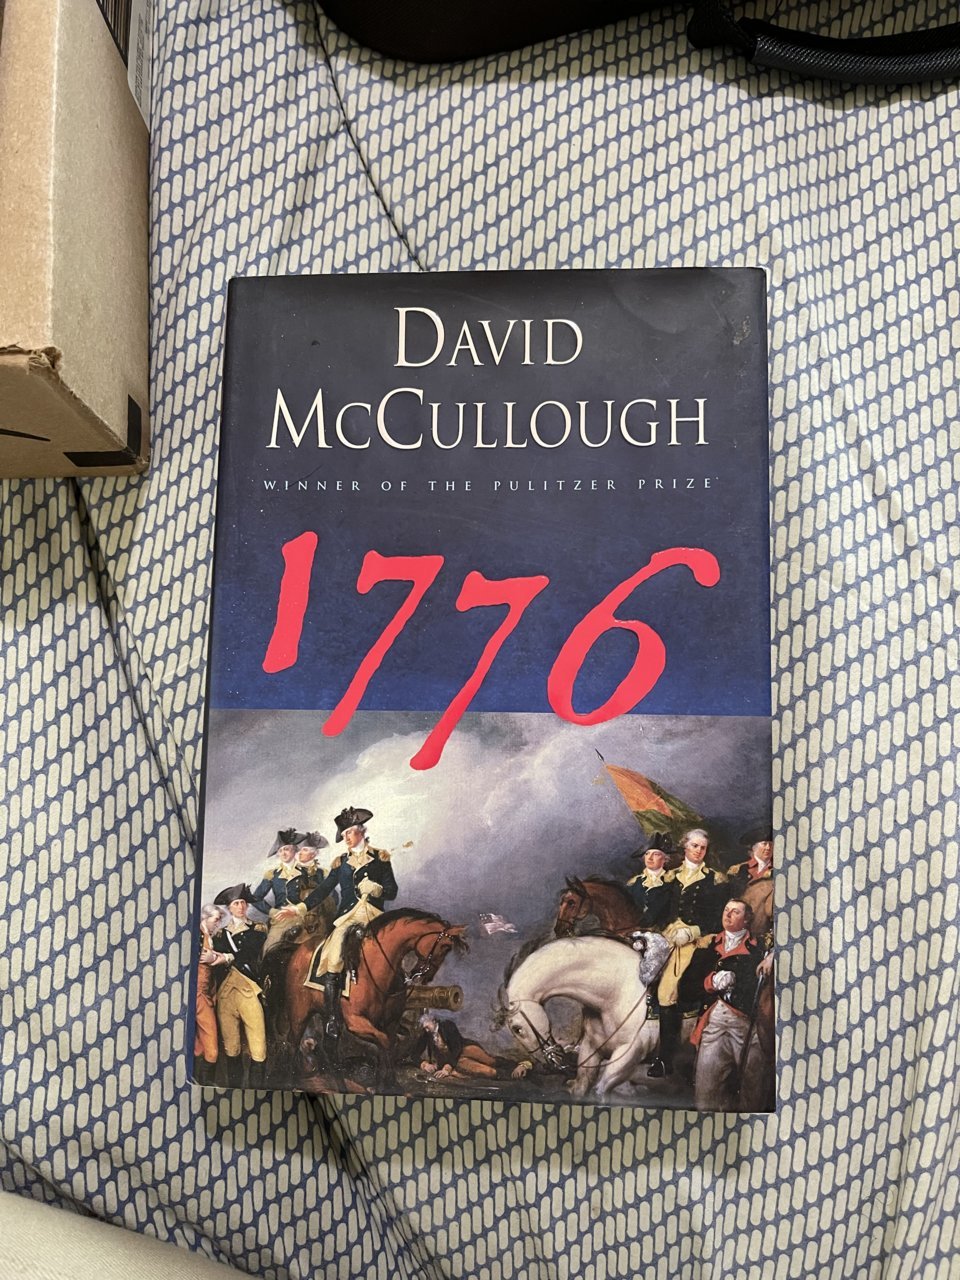 DAVID
MCCULLOUGH
WINNER OF THE PULITZER PRIZE
1776